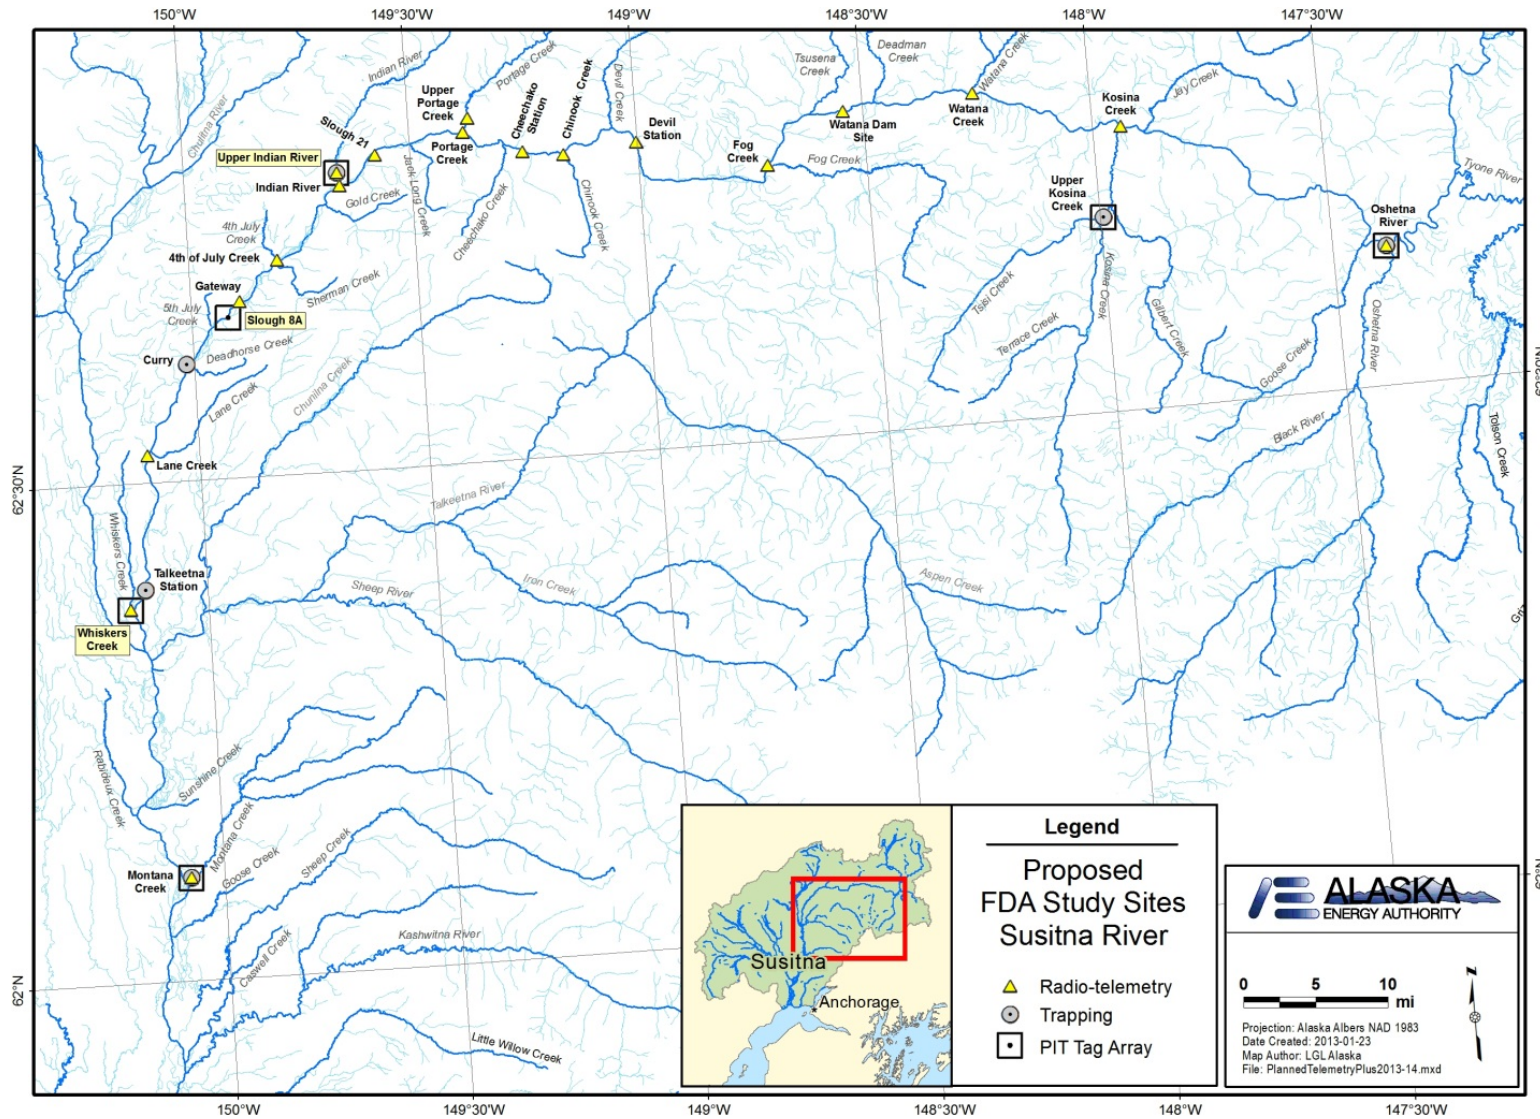 150°W
149°30'W
149°W
148°30'W
148°W
147°30'W
Chulitna River
Indian River
Portage Creek
Upper
Portage
Creek
Slough 21
Cheechako
Station
Chinook Creek
Devil Creek
Tsusena
Creek
Deadman
Creek
Watana Creek
Jay Creek
Upper Indian River
Indian River
Portage
Creek
Devil
Station
Fog
Creek
Watana Dam
Site
Watana
Creek
Kosina
Creek
Tyone River
Jack Long Creek
Gold Creek
Cheechako Creek
Chinook Creek
Fog Creek
Upper
Kosina
Creek
Oshetna
River
4th July
Creek
4th of July Creek
Gateway
Sherman Creek
5th July
Creek
Slough 8A
Tsisi Creek
Kosina Creek
Gilbert Creek
Terrace Creek
Goose Creek
Oshetna River
Curry
Deadhorse Creek
Lane Creek
Chunilna Creek
Black River
Tolson Creek
Lane Creek
62°30'N
Talkeetna River
Whiskers Creek
Talkeetna
Station
Sheep River
Iron Creek
Aspen Creek
Whiskers
Creek
Rabideux Creek
Sunshine Creek
Montana Creek
Montana
Creek
Goose Creek
Sheep Creek
Caswell Creek
Kashwitna River
Little Willow Creek
62°N
Susitna
Anchorage
Legend
Proposed
FDA Study Sites
Susitna River
Radio-telemetry
Trapping
PIT Tag Array
ALASKA
ENERGY AUTHORITY
0 5 10
mi
N
Projection: Alaska Albers NAD 1983
Date Created: 2013-01-23
Map Author: LGL Alaska
File: PlannedTelemetryPlus2013-14.mxd
150°W
149°30'W
149°W
148°30'W
148°W
147°30'W